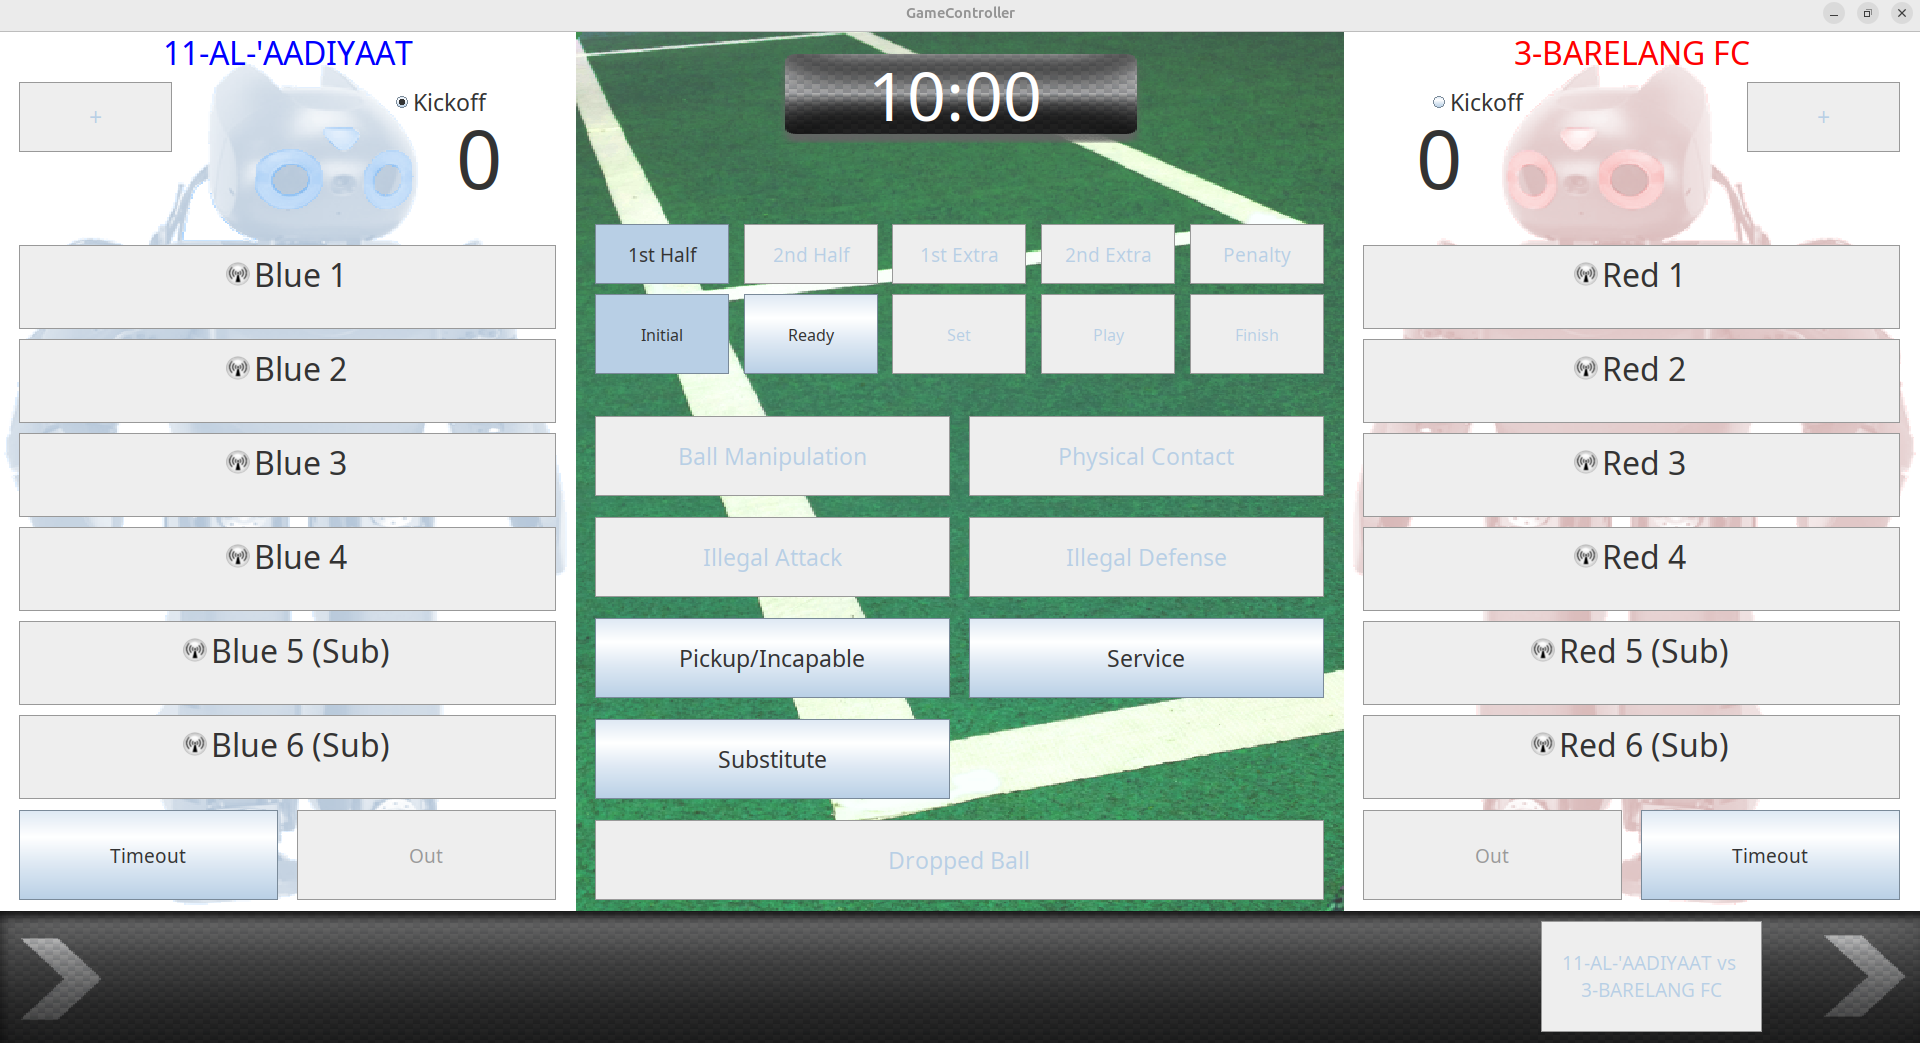 GameController
11-AL-'AADIYAAT
+
Kickoff
0
Blue 1
Blue 2
Blue 3
Blue 4
Blue 5 (Sub)
Blue 6 (Sub)
Timeout
Out
10:00
1st Half
2nd Half
1st Extra
2nd Extra
Penalty
Initial
Ready
Set
Play
Finish
Ball Manipulation
Physical Contact
Illegal Attack
Illegal Defense
Pickup/Incapable
Service
Substitute
Dropped Ball
3-BARELANG FC
Kickoff
+
0
Red 1
Red 2
Red 3
Red 4
Red 5 (Sub)
Red 6 (Sub)
Out
Timeout
11-AL-'AADIYAAT vs
3-BARELANG FC